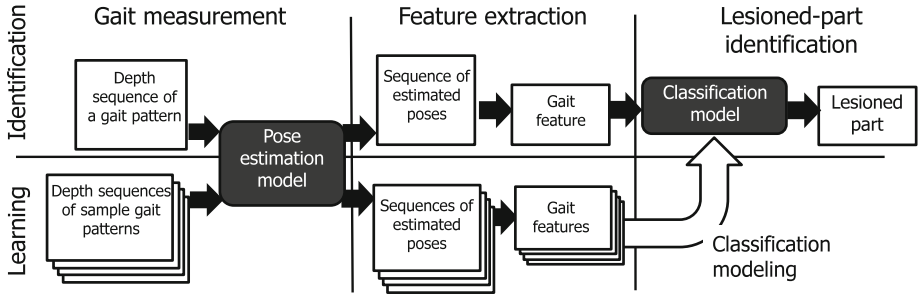 Gait measurement
Feature extraction
Lesioned-part
identification
Identification
Depth
sequence of
a gait pattern
Pose
estimation
model
Sequence of
estimated
poses
Gait
feature
Classification
model
Lesioned
part
Learning
Depth sequences
of sample gait
patterns
Sequences of
estimated
poses
Gait
features
Classification
modeling